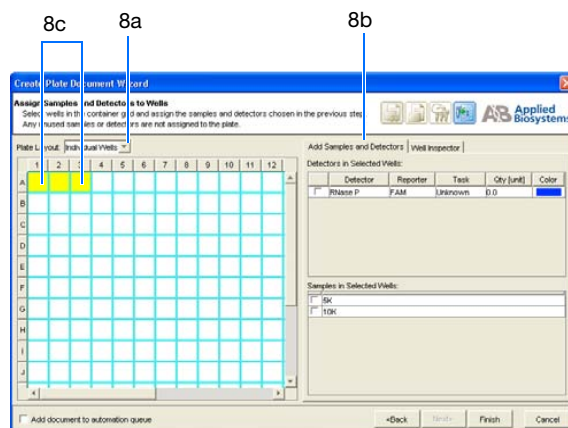 8c 8a 8b
Create Plate Document Wizard
Assign Samples and Detectors to Wells
Select wells in the container grid and assign the samples and detectors chosen in the previous step.
Any unused samples or detectors are not assigned to the plate.
AB Applied Biosystems
Plate Layout: Individual Wells
Add Samples and Detectors Well Inspector
1 2 3 4 5 6 7 8 9 10 11 12
Detectors in Selected Wells:
Detector Reporter Task Qty [unit] Color
RNase P FAM Unknown 0.0
A
B
C
D
E
F
G
H
I
J
Samples in Selected Wells:
5K
10K
Add document to automation queue
<Back Next> Finish Cancel